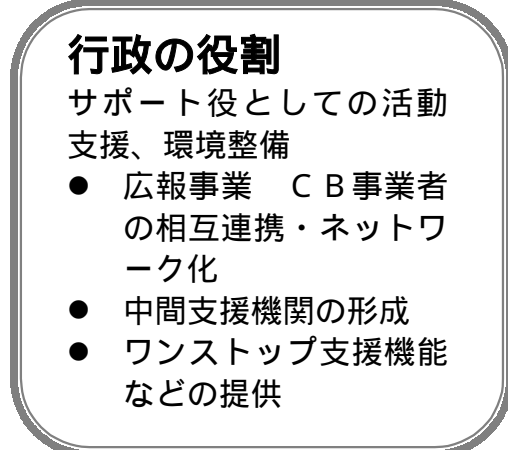 行政の役割
サポート役としての活動
支援、環境整備
● 広報事業　ＣＢ事業者
の相互連携・ネットワ
ーク化
● 中間支援機関の形成
● ワンストップ支援機能
などの提供